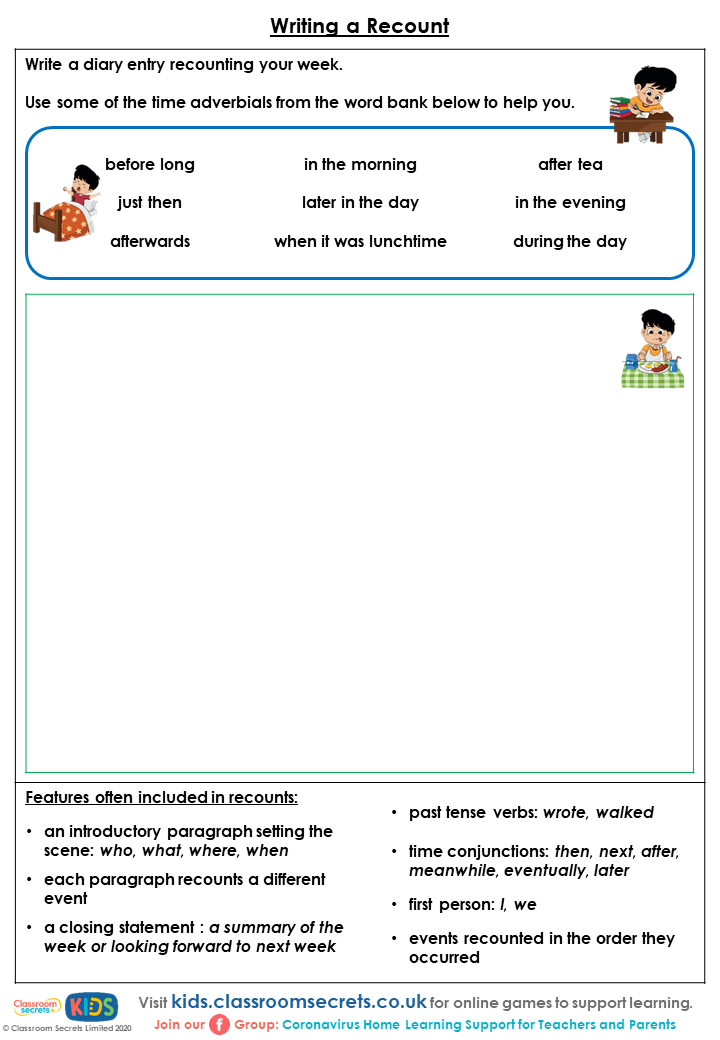 Writing a Recount
Write a diary entry recounting your week.
Use some of the time adverbials from the word bank below to help you.
before long in the morning after tea
just then later in the day in the evening
afterwards when it was lunchtime during the day
Features often included in recounts:
• an introductory paragraph setting the
scene: who, what, where, when
• each paragraph recounts a different
event
• a closing statement : a summary of the
week or looking forward to next week
• past tense verbs: wrote, walked
• time conjunctions: then, next, after,
meanwhile, eventually, later
• first person: I, we
• events recounted in the order they
occurred
Classroom
Secrets
KIDS
© Classroom Secrets Limited 2020
Visit kids.classroomsecrets.co.uk for online games to support learning.
Join our f Group: Coronavirus Home Learning Support for Teachers and Parents